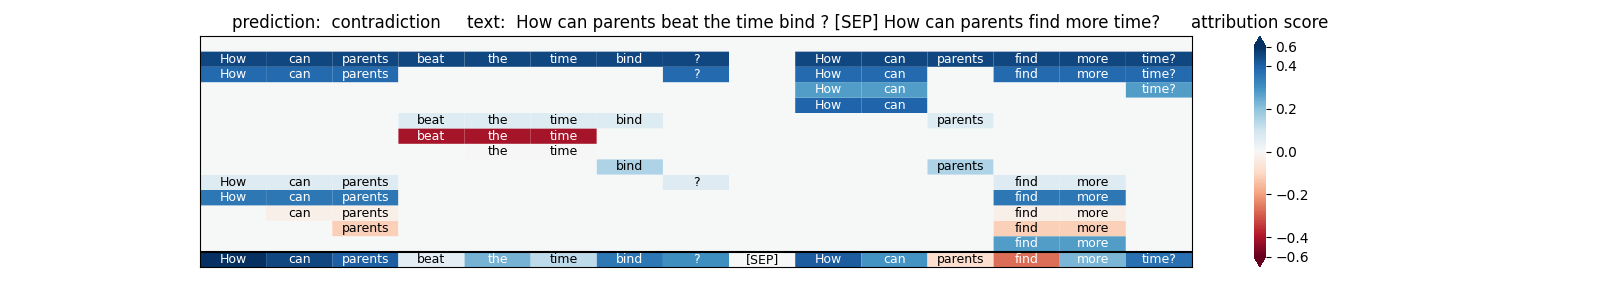 prediction: contradiction text: How can parents beat the time bind ? [SEP] How can parents find more time? attribution score
How can parents beat the time bind ? How can parents find more time? 0.6
How can parents ? How can find more time? 0.4
How can time?
How can 0.2
beat the time bind parents
beat the time
the time 0.0
bind parents
How can parents ? find more
How can parents find more −0.2
can parents find more
parents find more −0.4
find more
How can parents beat the time bind ? [SEP] How can parents find more time? −0.6